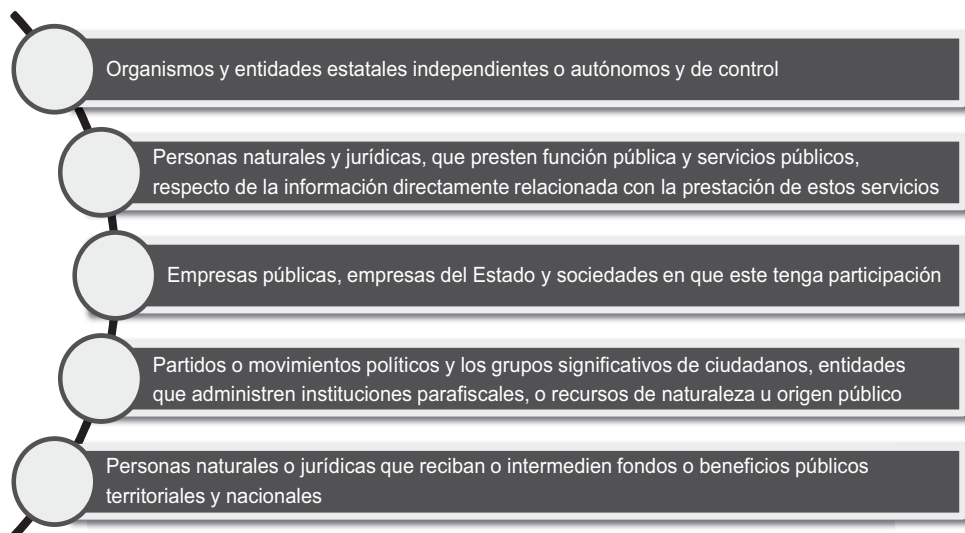 Organismos y entidades estatales independientes o autónomos y de control
Personas naturales y jurídicas, que presten función pública y servicios públicos,
respecto de la información directamente relacionada con la prestación de estos servicios
Empresas públicas, empresas del Estado y sociedades en que este tenga participación
Partidos o movimientos políticos y los grupos significativos de ciudadanos, entidades
que administren instituciones parafiscales, o recursos de naturaleza u origen público
Personas naturales o jurídicas que reciban o intermedien fondos o beneficios públicos
territoriales y nacionales